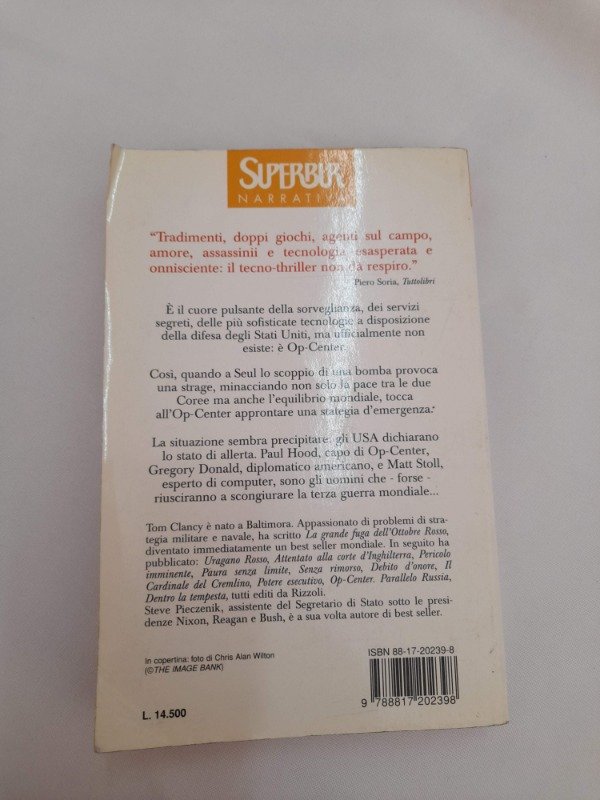 SUPERBUR
NARRATIVA
“Tradimenti, doppi giochi, agenti sul campo,
amore, assassinii e tecnologia esasperata e
onnisciente: il tecno-thriller non dà respiro.”
Piero Soria, Tuttolibri
È il cuore pulsante della sorveglianza, dei servizi
segreti, delle più sofisticate tecnologie a disposizione
della difesa degli Stati Uniti, ma ufficialmente non
esiste: è Op-Center.
Così, quando a Seul lo scoppio di una bomba provoca
una strage, minacciando non solo la pace tra le due
Coree ma anche l'equilibrio mondiale, tocca
all'Op-Center approntare una stategia d'emergenza.
La situazione sembra precipitare: gli USA dichiarano
lo stato di allerta. Paul Hood, capo di Op-Center,
Gregory Donald, diplomatico americano, e Matt Stoll,
esperto di computer, sono gli uomini che - forse -
riusciranno a scongiurare la terza guerra mondiale...
Tom Clancy è nato a Baltimora. Appassionato di problemi di stra-
tegia militare e navale, ha scritto La grande fuga dell'Ottobre Rosso,
diventato immediatamente un best seller mondiale. In seguito ha
pubblicato: Uragano Rosso, Attentato alla corte d'Inghilterra, Pericolo
imminente, Paura senza limite, Senza rimorso, Debito d'onore, Il
Cardinale del Cremlino, Potere esecutivo, Op-Center. Parallelo Russia,
Dentro la tempesta, tutti editi da Rizzoli.
Steve Pieczenik, assistente del Segretario di Stato sotto le presi-
denze Nixon, Reagan e Bush, è a sua volta autore di best seller.
In copertina: foto di Chris Alan Wilton
(©THE IMAGE BANK)
L. 14.500
ISBN 88-17-20239-8
9 788817 202398